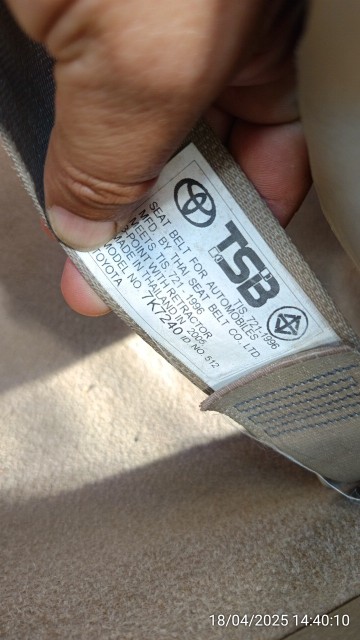 TSB
TIS. 721-1996
SEAT BELT FOR AUTOMOBILES
MFD. BY THAI SEAT BELT CO., LTD
MEETS TIS. 721 - 1996
3-POINT WITH RETRACTOR
MADE IN THAILAND IN 2005
MODEL NO. 7K7240 ID NO. 512
TOYOTA
18/04/2025 14:40:10